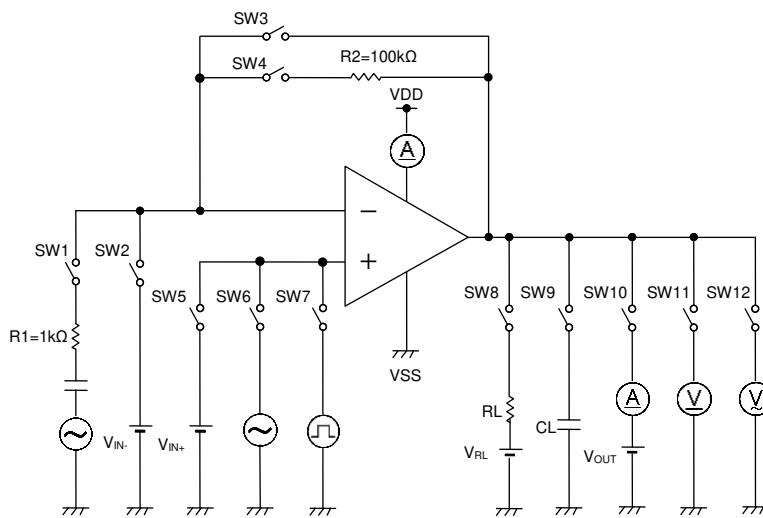 SW3
SW4 R2=100kΩ
VDD
A
SW1 SW2
− +
SW5 SW6 SW7
SW8 SW9 SW10 SW11 SW12
R1=1kΩ
VSS
RL A V V
VIN- VIN+ CL
VRL VOUT